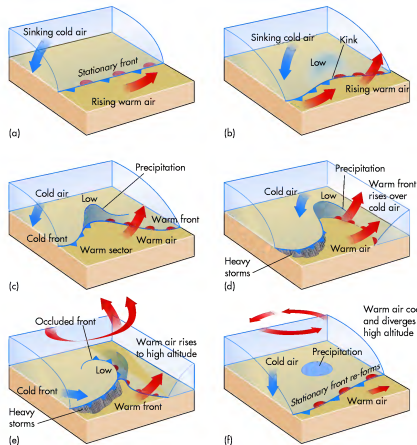 Sinking cold air
Stationary front
Rising warm air
(a)
Sinking cold air
Kink
Low
Rising warm air
(b)
Precipitation
Cold air
Low
Warm front
Cold front
Warm sector
Warm air
(c)
Precipitation
Cold air
Low
Warm front
rises over
cold air
Warm air
Heavy
storms
(d)
Occluded front
Warm air rises
to high altitude
Low
Cold front
Warm front
Heavy
storms
(e)
Warm air coo
and diverges
high altitude
Cold air
Precipitation
Stationary front re-forms
Warm air
(f)